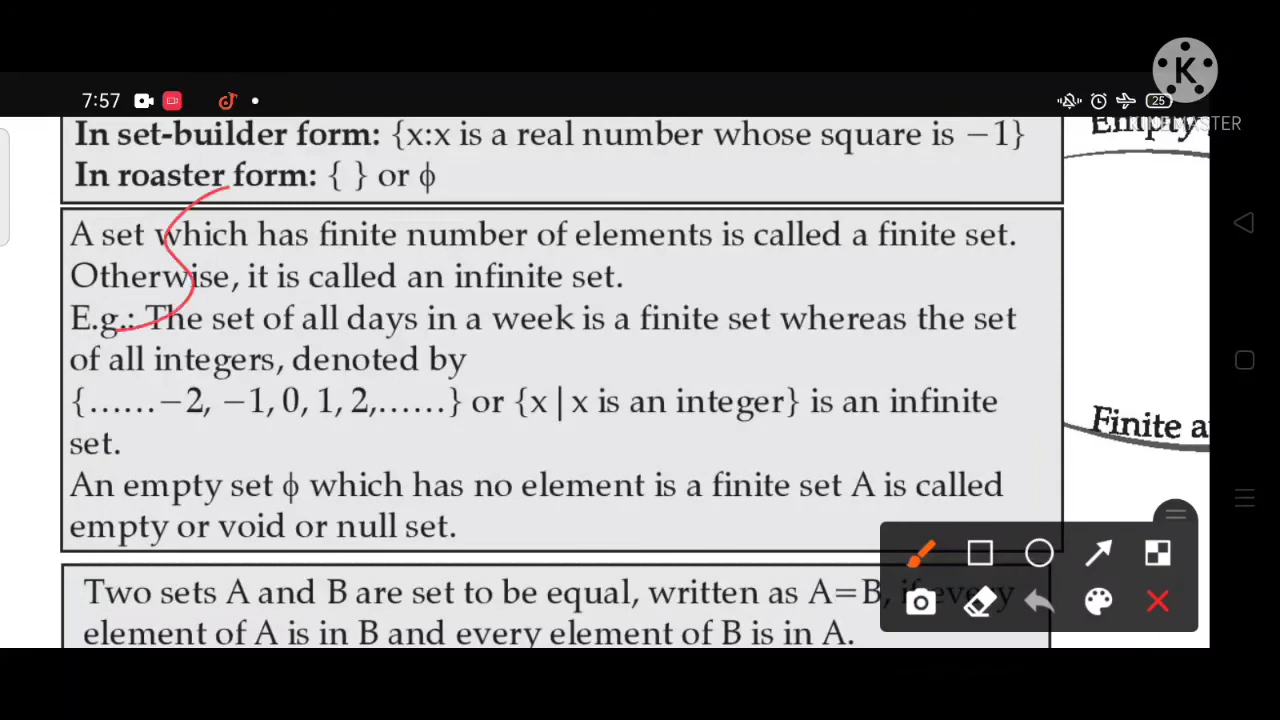 7:57
25
K
KINEMASTER
In set-builder form: {x:x is a real number whose square is −1}
In roaster form: { } or ϕ
Empty
A set which has finite number of elements is called a finite set.
Otherwise, it is called an infinite set.
E.g.: The set of all days in a week is a finite set whereas the set
of all integers, denoted by
{......−2, −1, 0, 1, 2,......} or {x | x is an integer} is an infinite
set.
An empty set ϕ which has no element is a finite set A is called
empty or void or null set.
Finite a
Two sets A and B are set to be equal, written as A=B, if every
element of A is in B and every element of B is in A.